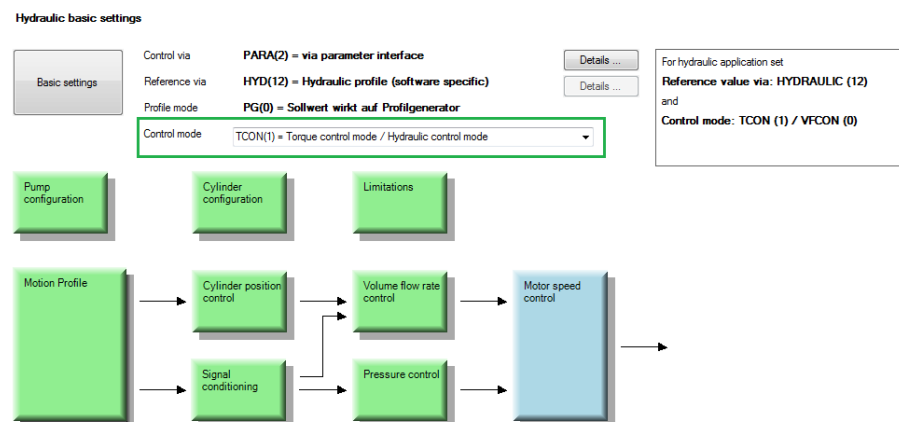 Hydraulic basic settings
Basic settings
Control via
PARA(2) = via parameter interface
Details ...
Reference via
HYD(12) = Hydraulic profile (software specific)
Details ...
Profile mode
PG(0) = Sollwert wirkt auf Profilgenerator
Control mode
TCON(1) = Torque control mode / Hydraulic control mode
For hydraulic application set
Reference value via: HYDRAULIC (12)
and
Control mode: TCON (1) / VFCON (0)
Pump
configuration
Cylinder
configuration
Limitations
Motion Profile
Cylinder position
control
Volume flow rate
control
Motor speed
control
Signal
conditioning
Pressure control